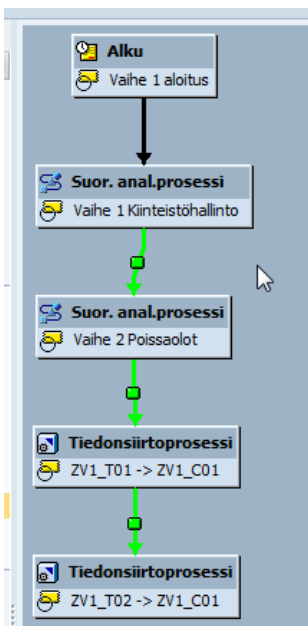 Alku
Vaihe 1 aloitus
Suor. anal.prosessi
Vaihe 1 Kiinteistöhallinto
Suor. anal.prosessi
Vaihe 2 Poissaolot
Tiedonsiirtoprosessi
ZV1_T01 -> ZV1_C01
Tiedonsiirtoprosessi
ZV1_T02 -> ZV1_C01